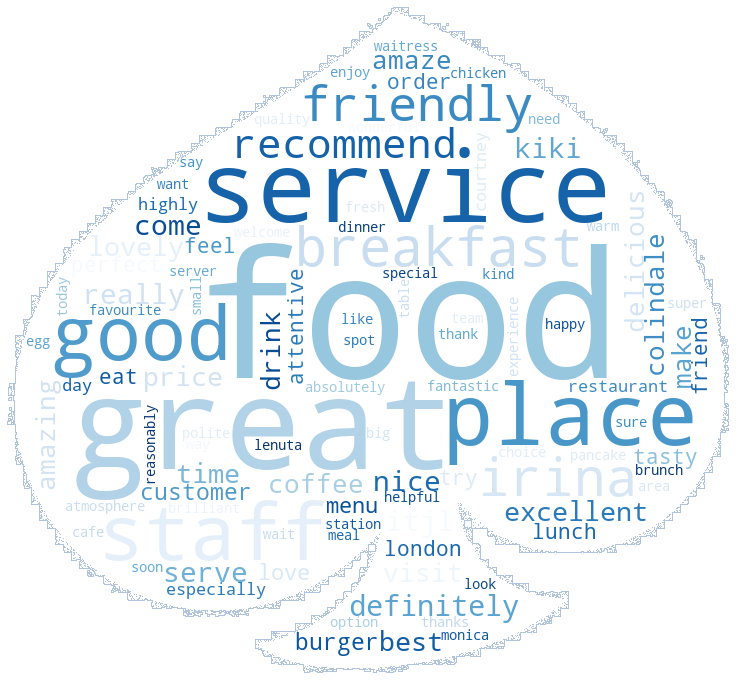 waitress
enjoy
amaze
chicken
order
friendly
quality
need
recommend
kiki
courtney
say
want
service
highly
come
fresh
dinner
welcome
warm
lovely
feel
breakfast
delicious
perfect
server
special
kind
colindale
today
small
really
food
table
super
favourite
attentive
drink
like
team
experience
happy
egg
good
spot
thank
make
friend
day
eat
price
absolutely
fantastic
restaurant
amazing
great
place
reasonably
polite
way
lenuta
big
sure
choice
pancake
tasty
brunch
time
coffee
nice
try
irina
area
customer
helpful
menu
atmosphere
brilliant
station
itjl
excellent
cafe
staff
wait
meal
london
lunch
soon
serve
love
visit
especially
look
definitely
option
thanks
burger
best
monica